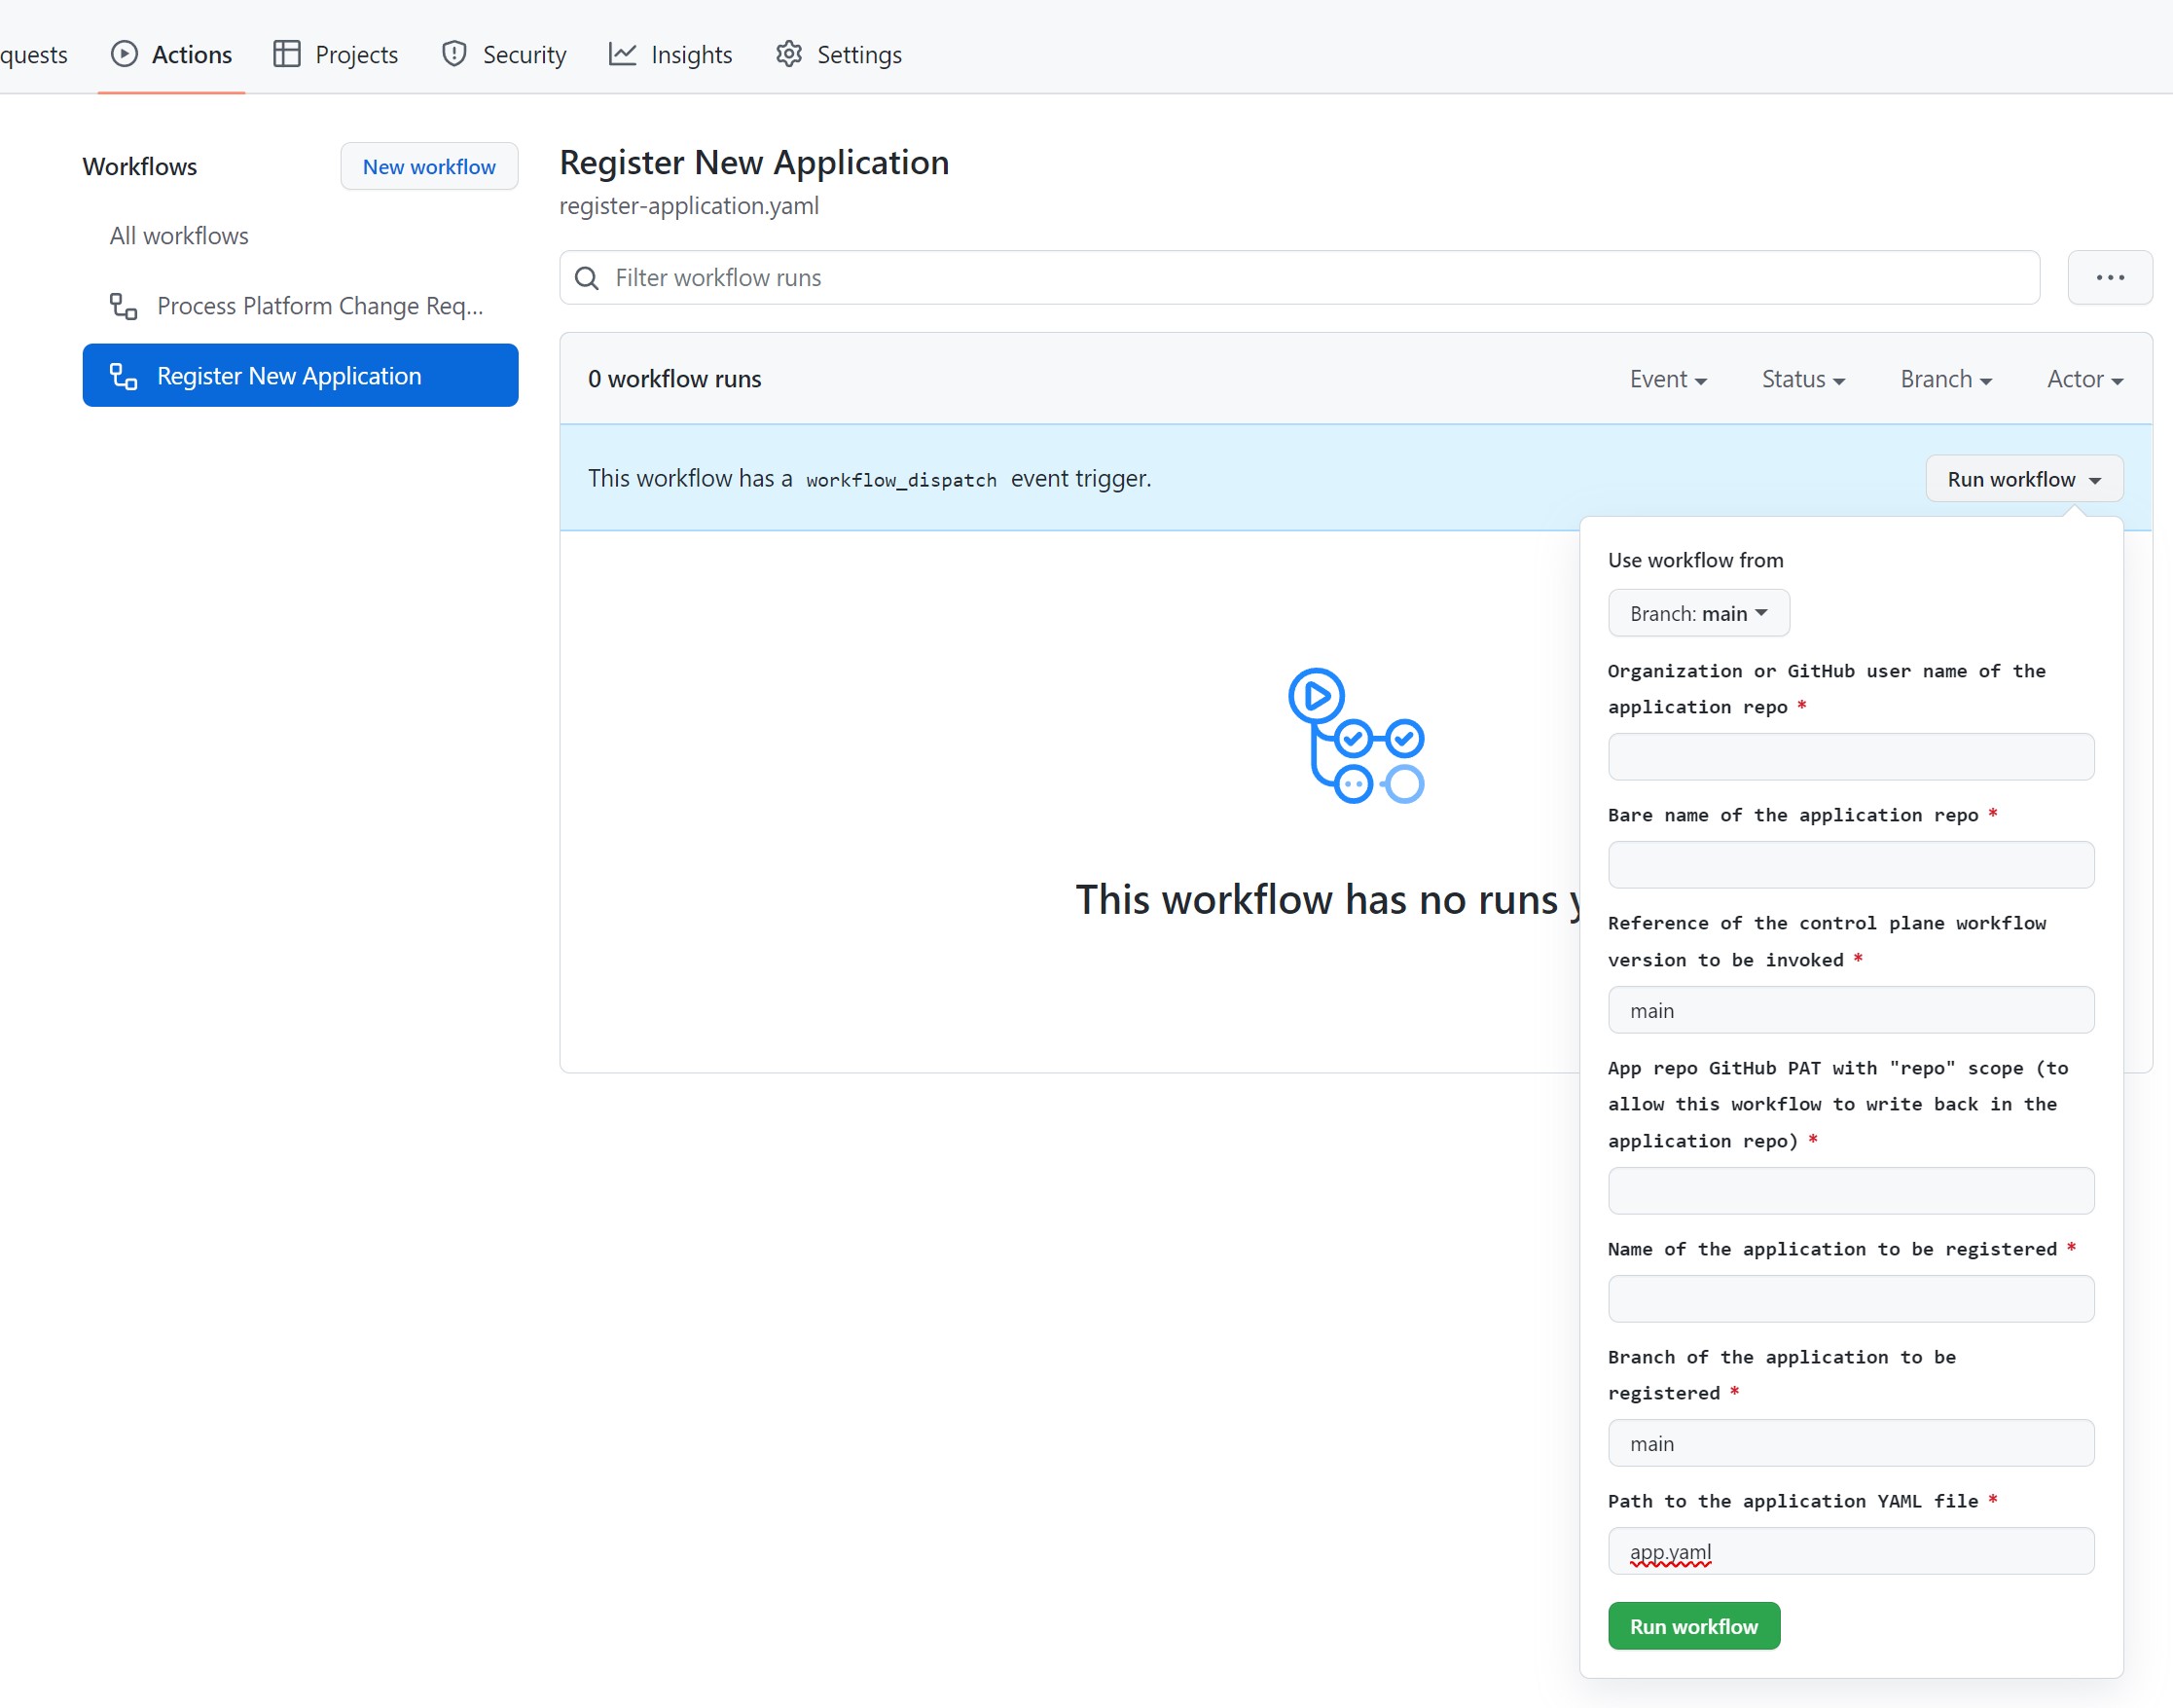 quests
Actions
Projects
Security
Insights
Settings
Workflows
New workflow
All workflows
Process Platform Change Req...
Register New Application
Register New Application
register-application.yaml
Filter workflow runs
0 workflow runs
Event
Status
Branch
Actor
This workflow has a workflow_dispatch event trigger.
Run workflow
This workflow has no runs y
Use workflow from
Branch: main
Organization or GitHub user name of the
application repo *
Bare name of the application repo *
Reference of the control plane workflow
version to be invoked *
main
App repo GitHub PAT with "repo" scope (to
allow this workflow to write back in the
application repo) *
Name of the application to be registered *
Branch of the application to be
registered *
main
Path to the application YAML file *
app.yaml
Run workflow